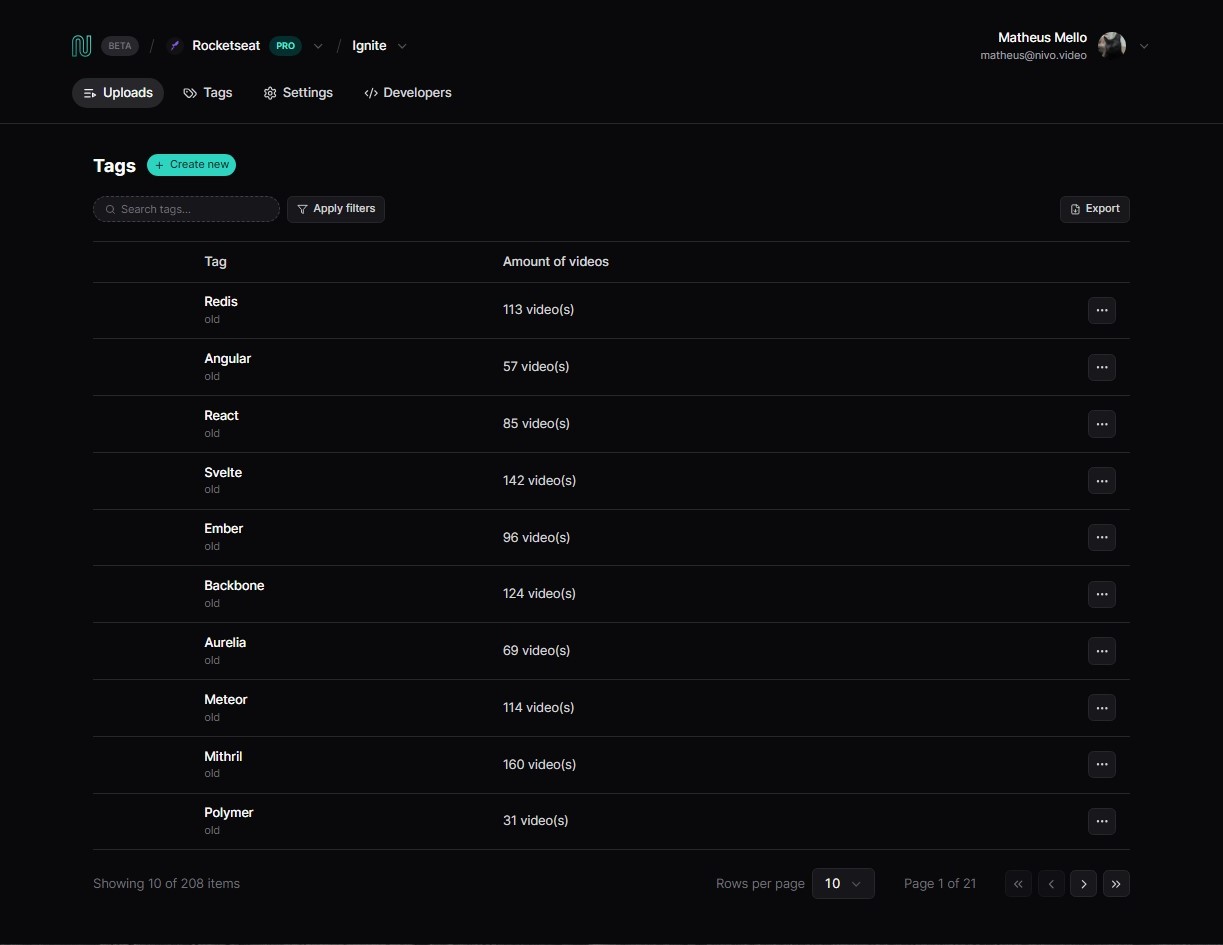 BETA / Rocketseat PRO / Ignite
Matheus Mello
matheus@nivo.video
Uploads Tags Settings Developers
Tags + Create new
Search tags... Apply filters Export
Tag Amount of videos
Redis
old
113 video(s)
Angular
old
57 video(s)
React
old
85 video(s)
Svelte
old
142 video(s)
Ember
old
96 video(s)
Backbone
old
124 video(s)
Aurelia
old
69 video(s)
Meteor
old
114 video(s)
Mithril
old
160 video(s)
Polymer
old
31 video(s)
Showing 10 of 208 items Rows per page 10 Page 1 of 21